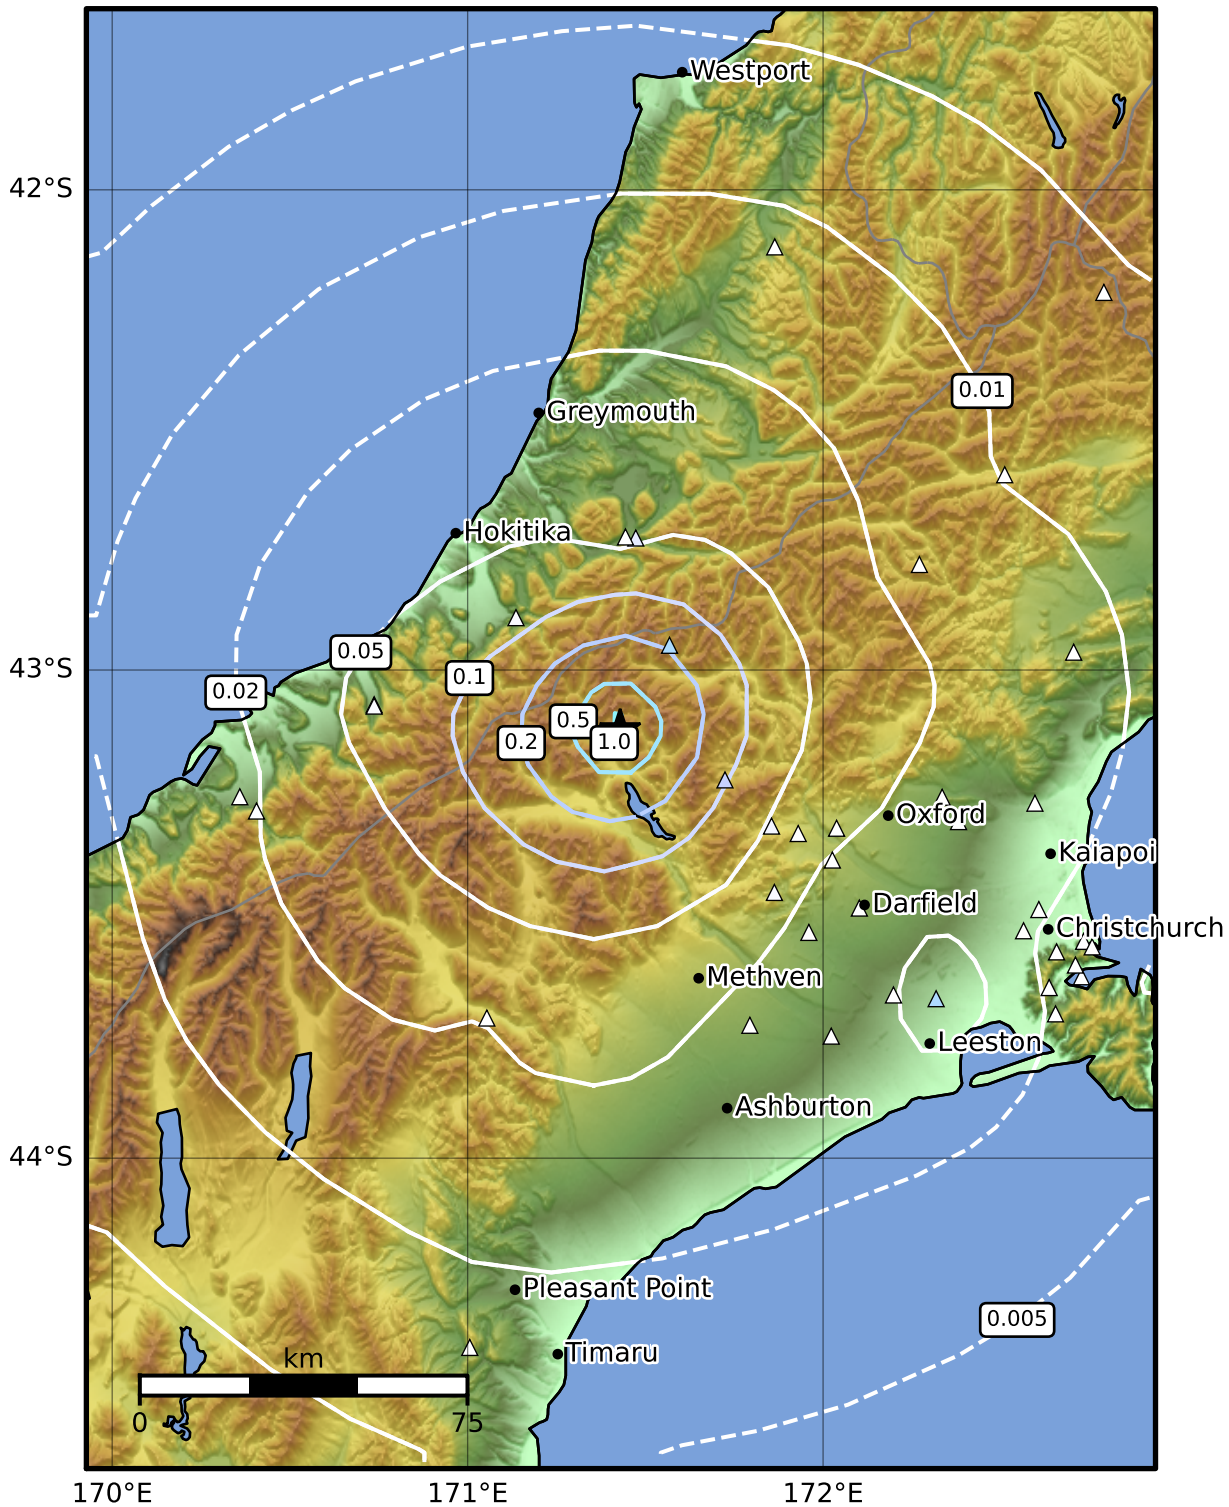 Westport
42°S
0.01
Greymouth
Hokitika
0.05
43°S
0.1
0.02
0.5
0.2
1.0
Oxford
Kaiapoi
Darfield
Christchurch
Methven
Leeston
Ashburton
44°S
Pleasant Point
0.005
Timaru
km
0
75
170°E
171°E
172°E